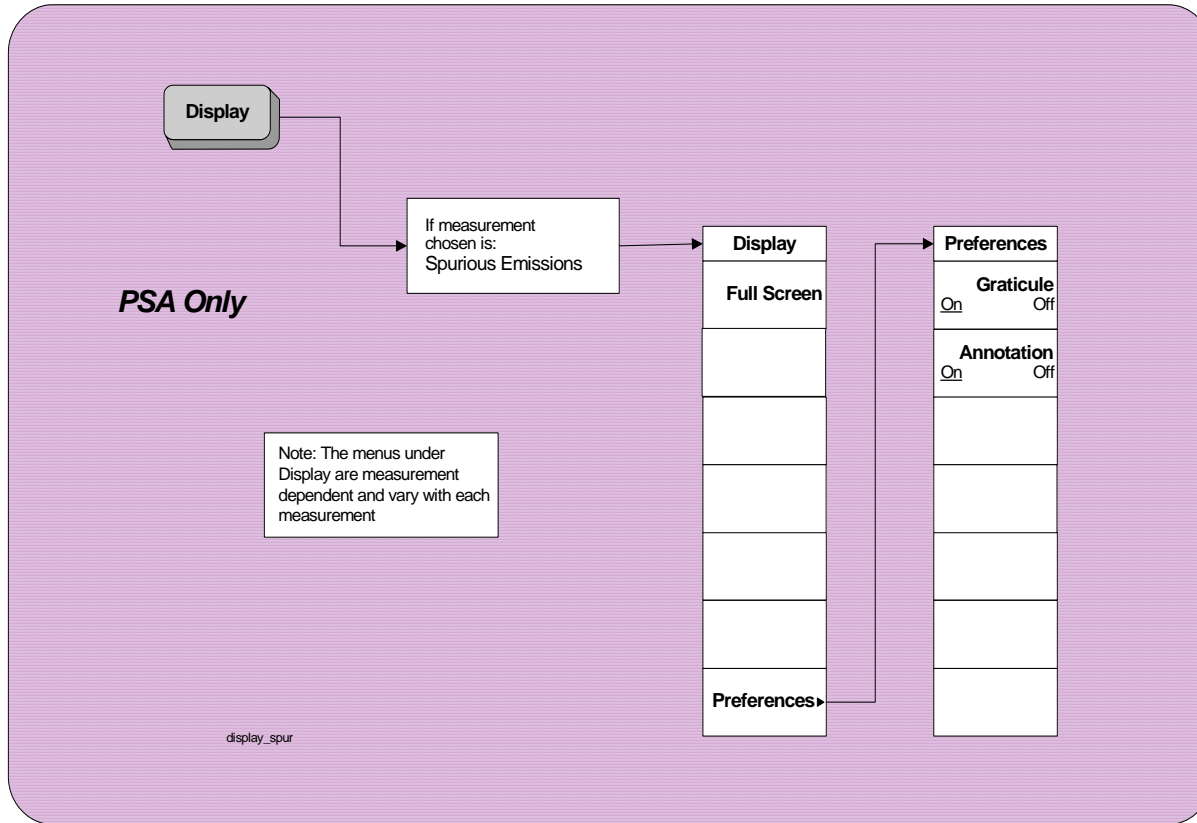 Display
If measurement
chosen is:
Spurious Emissions
PSA Only
Note: The menus under
Display are measurement
dependent and vary with each
measurement
Display
Full Screen
Preferences
Preferences
Graticule
On Off
Annotation
On Off
display_spur